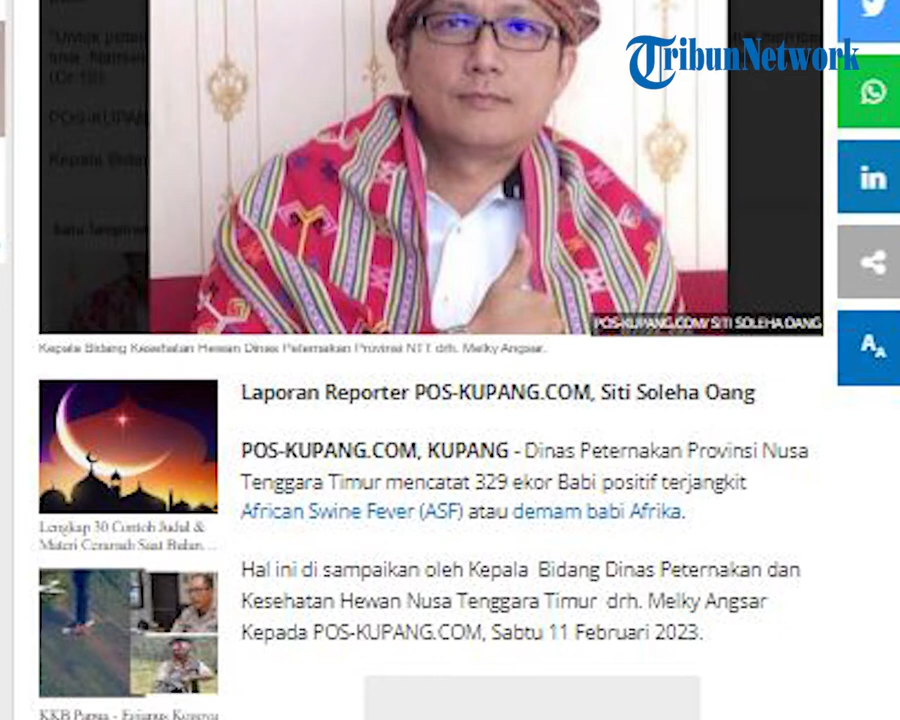 TribunNetwork
POS-KUPANG.COM/ SITI SOLEHA OANG
Kepala Bidang Kesehatan Hewan Dinas Peternakan Provinsi NTT drh. Melky Angsar.
Laporan Reporter POS-KUPANG.COM, Siti Soleha Oang
POS-KUPANG.COM, KUPANG - Dinas Peternakan Provinsi Nusa
Tenggara Timur mencatat 329 ekor Babi positif terjangkit
African Swine Fever (ASF) atau demam babi Afrika.
Hal ini di sampaikan oleh Kepala Bidang Dinas Peternakan dan
Kesehatan Hewan Nusa Tenggara Timur drh. Melky Angsar
Kepada POS-KUPANG.COM, Sabtu 11 Februari 2023.
Lengkap 30 Contoh Judul &
Materi Ceramah Saat Bulan...
KKB Papua -
in
AA